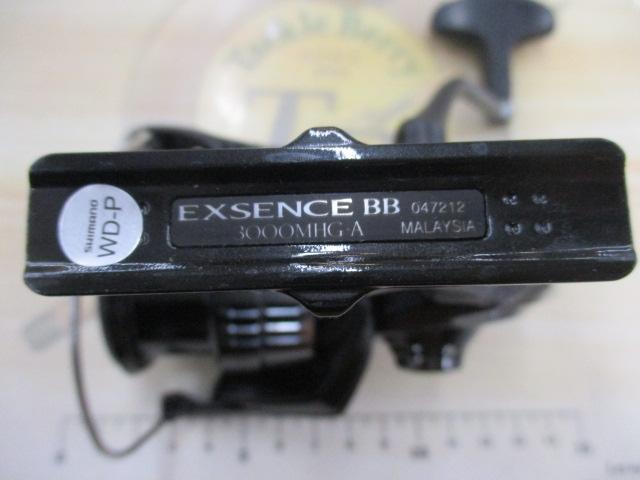 Tackle Berry
T
SHIMANO
WD-P
EXSENCE BB 047212
3000MHG-A MALAYSIA